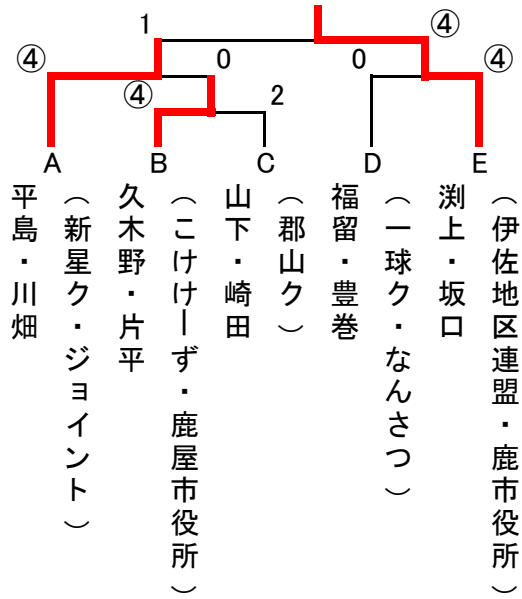 1
④
④
0
0
④
④
2
A
B
C
D
E
平島・川畑
（新星ク・ジョイント）
久木野・片平
（こけけーず・鹿屋市役所）
山下・崎田
（郡山ク）
福留・豊巻
（一球ク・なんさつ）
渕上・坂口
（伊佐地区連盟・鹿市役所）